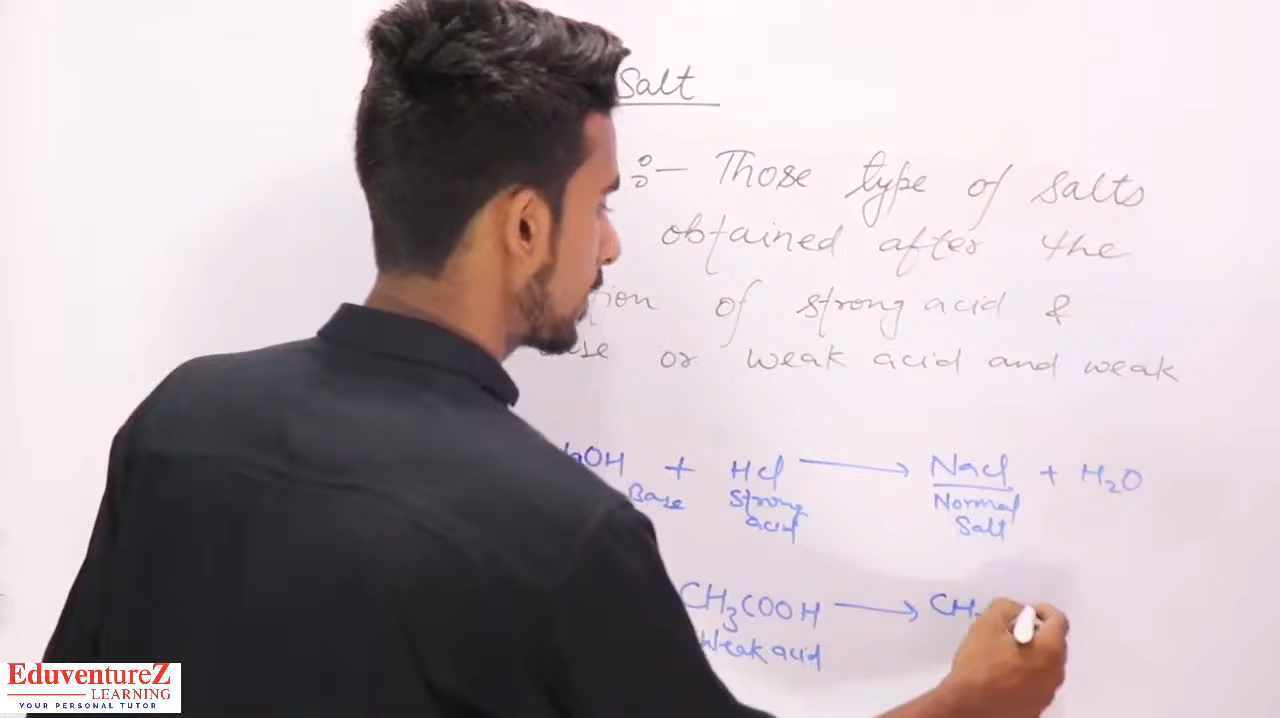 Salt
:- Those type of salts
obtained after the
of strong acid &
or weak acid and weak
OH + HCl → NaCl + H₂O
Base Strong acid Normal Salt
CH₃COOH → CH
Weak acid
EduventureZ
LEARNING
YOUR PERSONAL TUTOR